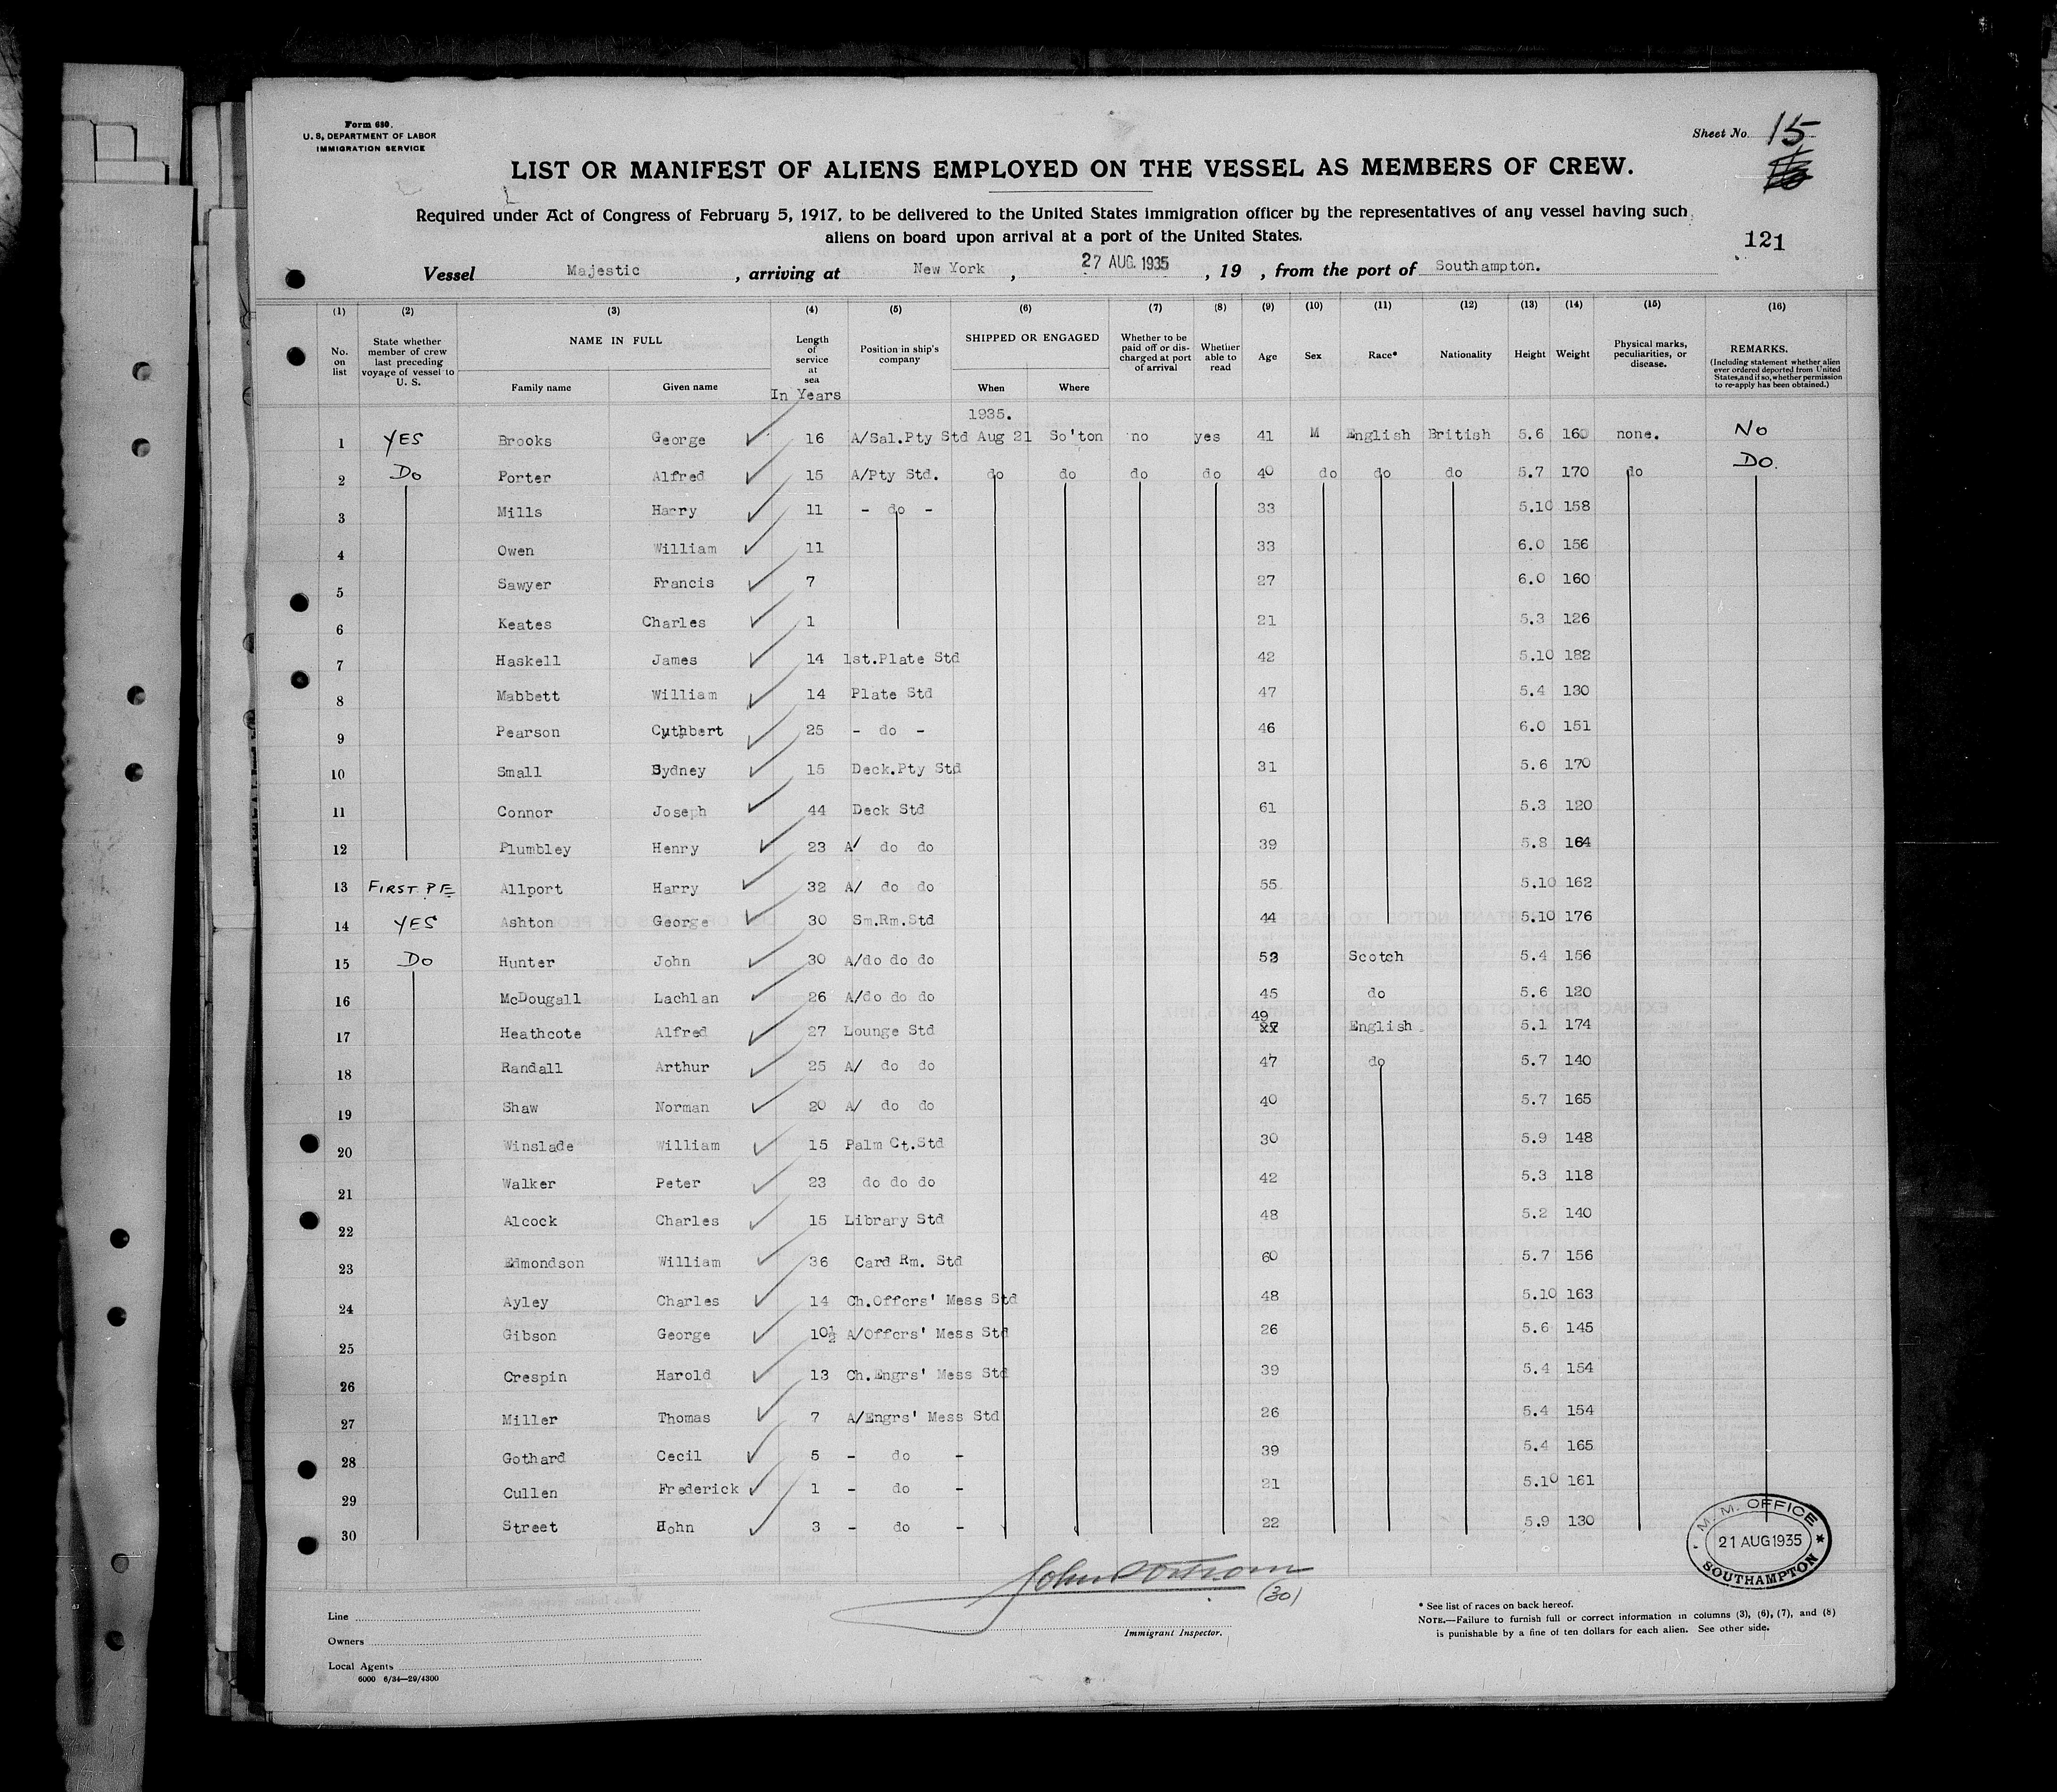 Form 680.
U. S. DEPARTMENT OF LABOR
IMMIGRATION SERVICE
Sheet No. 15
LIST OR MANIFEST OF ALIENS EMPLOYED ON THE VESSEL AS MEMBERS OF CREW.
Required under Act of Congress of February 5, 1917, to be delivered to the United States immigration officer by the representatives of any vessel having such
aliens on board upon arrival at a port of the United States.
121
Vessel Majestic, arriving at New York, 27 AUG. 1935, 19 , from the port of Southampton.
(1) (2) (3) (4) (5) (6) (7) (8) (9) (10) (11) (12) (13) (14) (15) (16)
No. on list | State whether member of crew last preceding voyage of vessel to U. S. | NAME IN FULL Family name Given name | Length of service at sea In Years | Position in ship's company | SHIPPED OR ENGAGED When Where | Whether to be paid off or discharged at port of arrival | Whether able to read | Age | Sex | Race* | Nationality | Height | Weight | Physical marks, peculiarities, or disease. | REMARKS. (Including statement whether alien ever ordered deported from United States, and if so, whether permission to re-apply has been obtained.)
1935.
1 YES Brooks George 16 A/Sal.Pty Std Aug 21 So'ton no yes 41 M English British 5.6 160 none. No
2 Do Porter Alfred 15 A/Pty Std. do do do do 40 do do do 5.7 170 do Do.
3 Mills Harry 11 - do - 33 5.10 158
4 Owen William 11 33 6.0 156
5 Sawyer Francis 7 27 6.0 160
6 Keates Charles 1 21 5.3 126
7 Haskell James 14 1st.Plate Std 42 5.10 182
8 Mabbett William 14 Plate Std 47 5.4 130
9 Pearson Cuthbert 25 - do - 46 6.0 151
10 Small Sydney 15 Deck.Pty Std 31 5.6 170
11 Connor Joseph 44 Deck Std 61 5.3 120
12 Plumbley Henry 23 A/ do do 39 5.8 164
13 FIRST. P E Allport Harry 32 A/ do do 55 5.10 162
14 YES Ashton George 30 Sm.Rm.Std 44 5.10 176
15 Do Hunter John 30 A/do do do 53 Scotch 5.4 156
16 McDougall Lachlan 26 A/do do do 45 do 5.6 120
17 Heathcote Alfred 27 Lounge Std 49 English. 5.1 174
18 Randall Arthur 25 A/ do do 47 do 5.7 140
19 Shaw Norman 20 A/ do do 40 5.7 165
20 Winslade William 15 Palm Ct.Std 30 5.9 148
21 Walker Peter 23 do do do 42 5.3 118
22 Alcock Charles 15 Library Std 48 5.2 140
23 Edmondson William 36 Card Rm. Std 60 5.7 156
24 Ayley Charles 14 Ch.Offcrs' Mess Std 48 5.10 163
25 Gibson George 10½ A/Offcrs' Mess Std 26 5.6 145
26 Crespin Harold 13 Ch.Engrs' Mess Std 39 5.4 154
27 Miller Thomas 7 A/Engrs' Mess Std 26 5.4 154
28 Gothard Cecil 5 - do - 39 5.4 165
29 Cullen Frederick 1 - do - 21 5.10 161
30 Street Hohn 3 - do - 22 5.9 130
M. M. OFFICE
21 AUG 1935
SOUTHAMPTON
(30)
Line
Owners
Local Agents
6000 6/34—29/4300
Immigrant Inspector.
* See list of races on back hereof.
NOTE.—Failure to furnish full or correct information in columns (3), (6), (7), and (8)
is punishable by a fine of ten dollars for each alien. See other side.